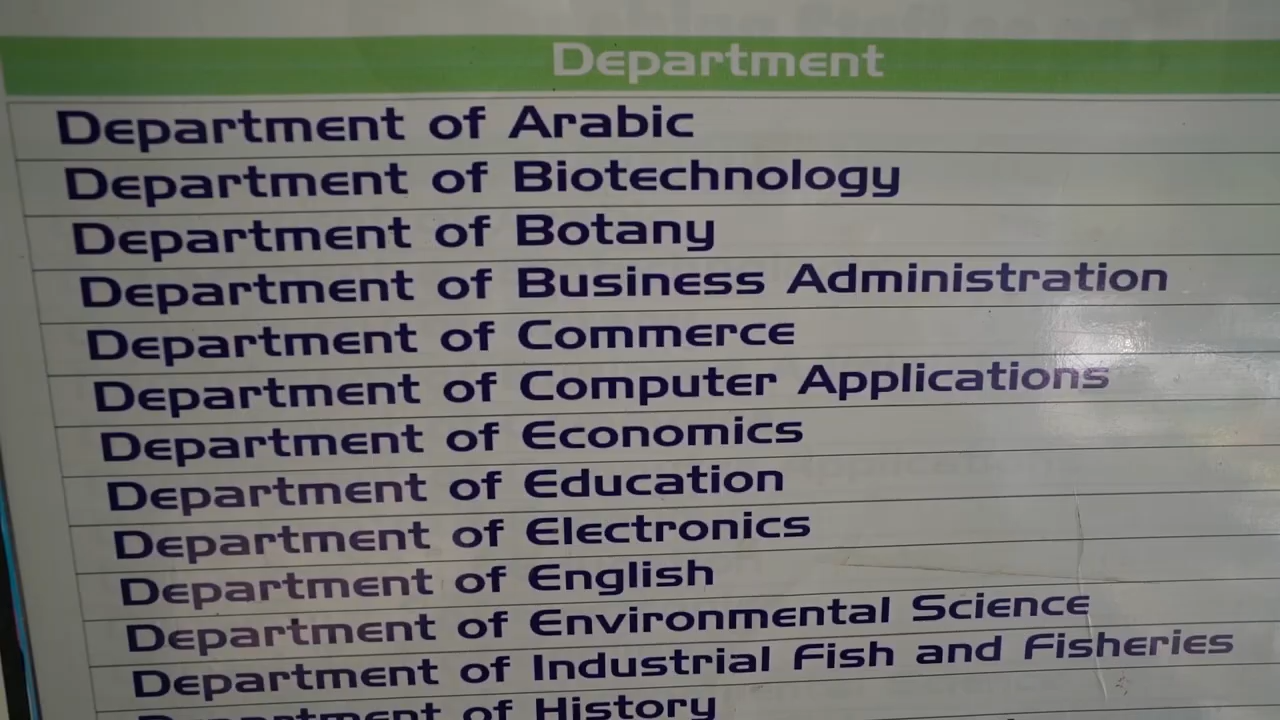 Department
Department of Arabic
Department of Biotechnology
Department of Botany
Department of Business Administration
Department of Commerce
Department of Computer Applications
Department of Economics
Department of Education
Department of Electronics
Department of English
Department of Environmental Science
Department of Industrial Fish and Fisheries
Department of History